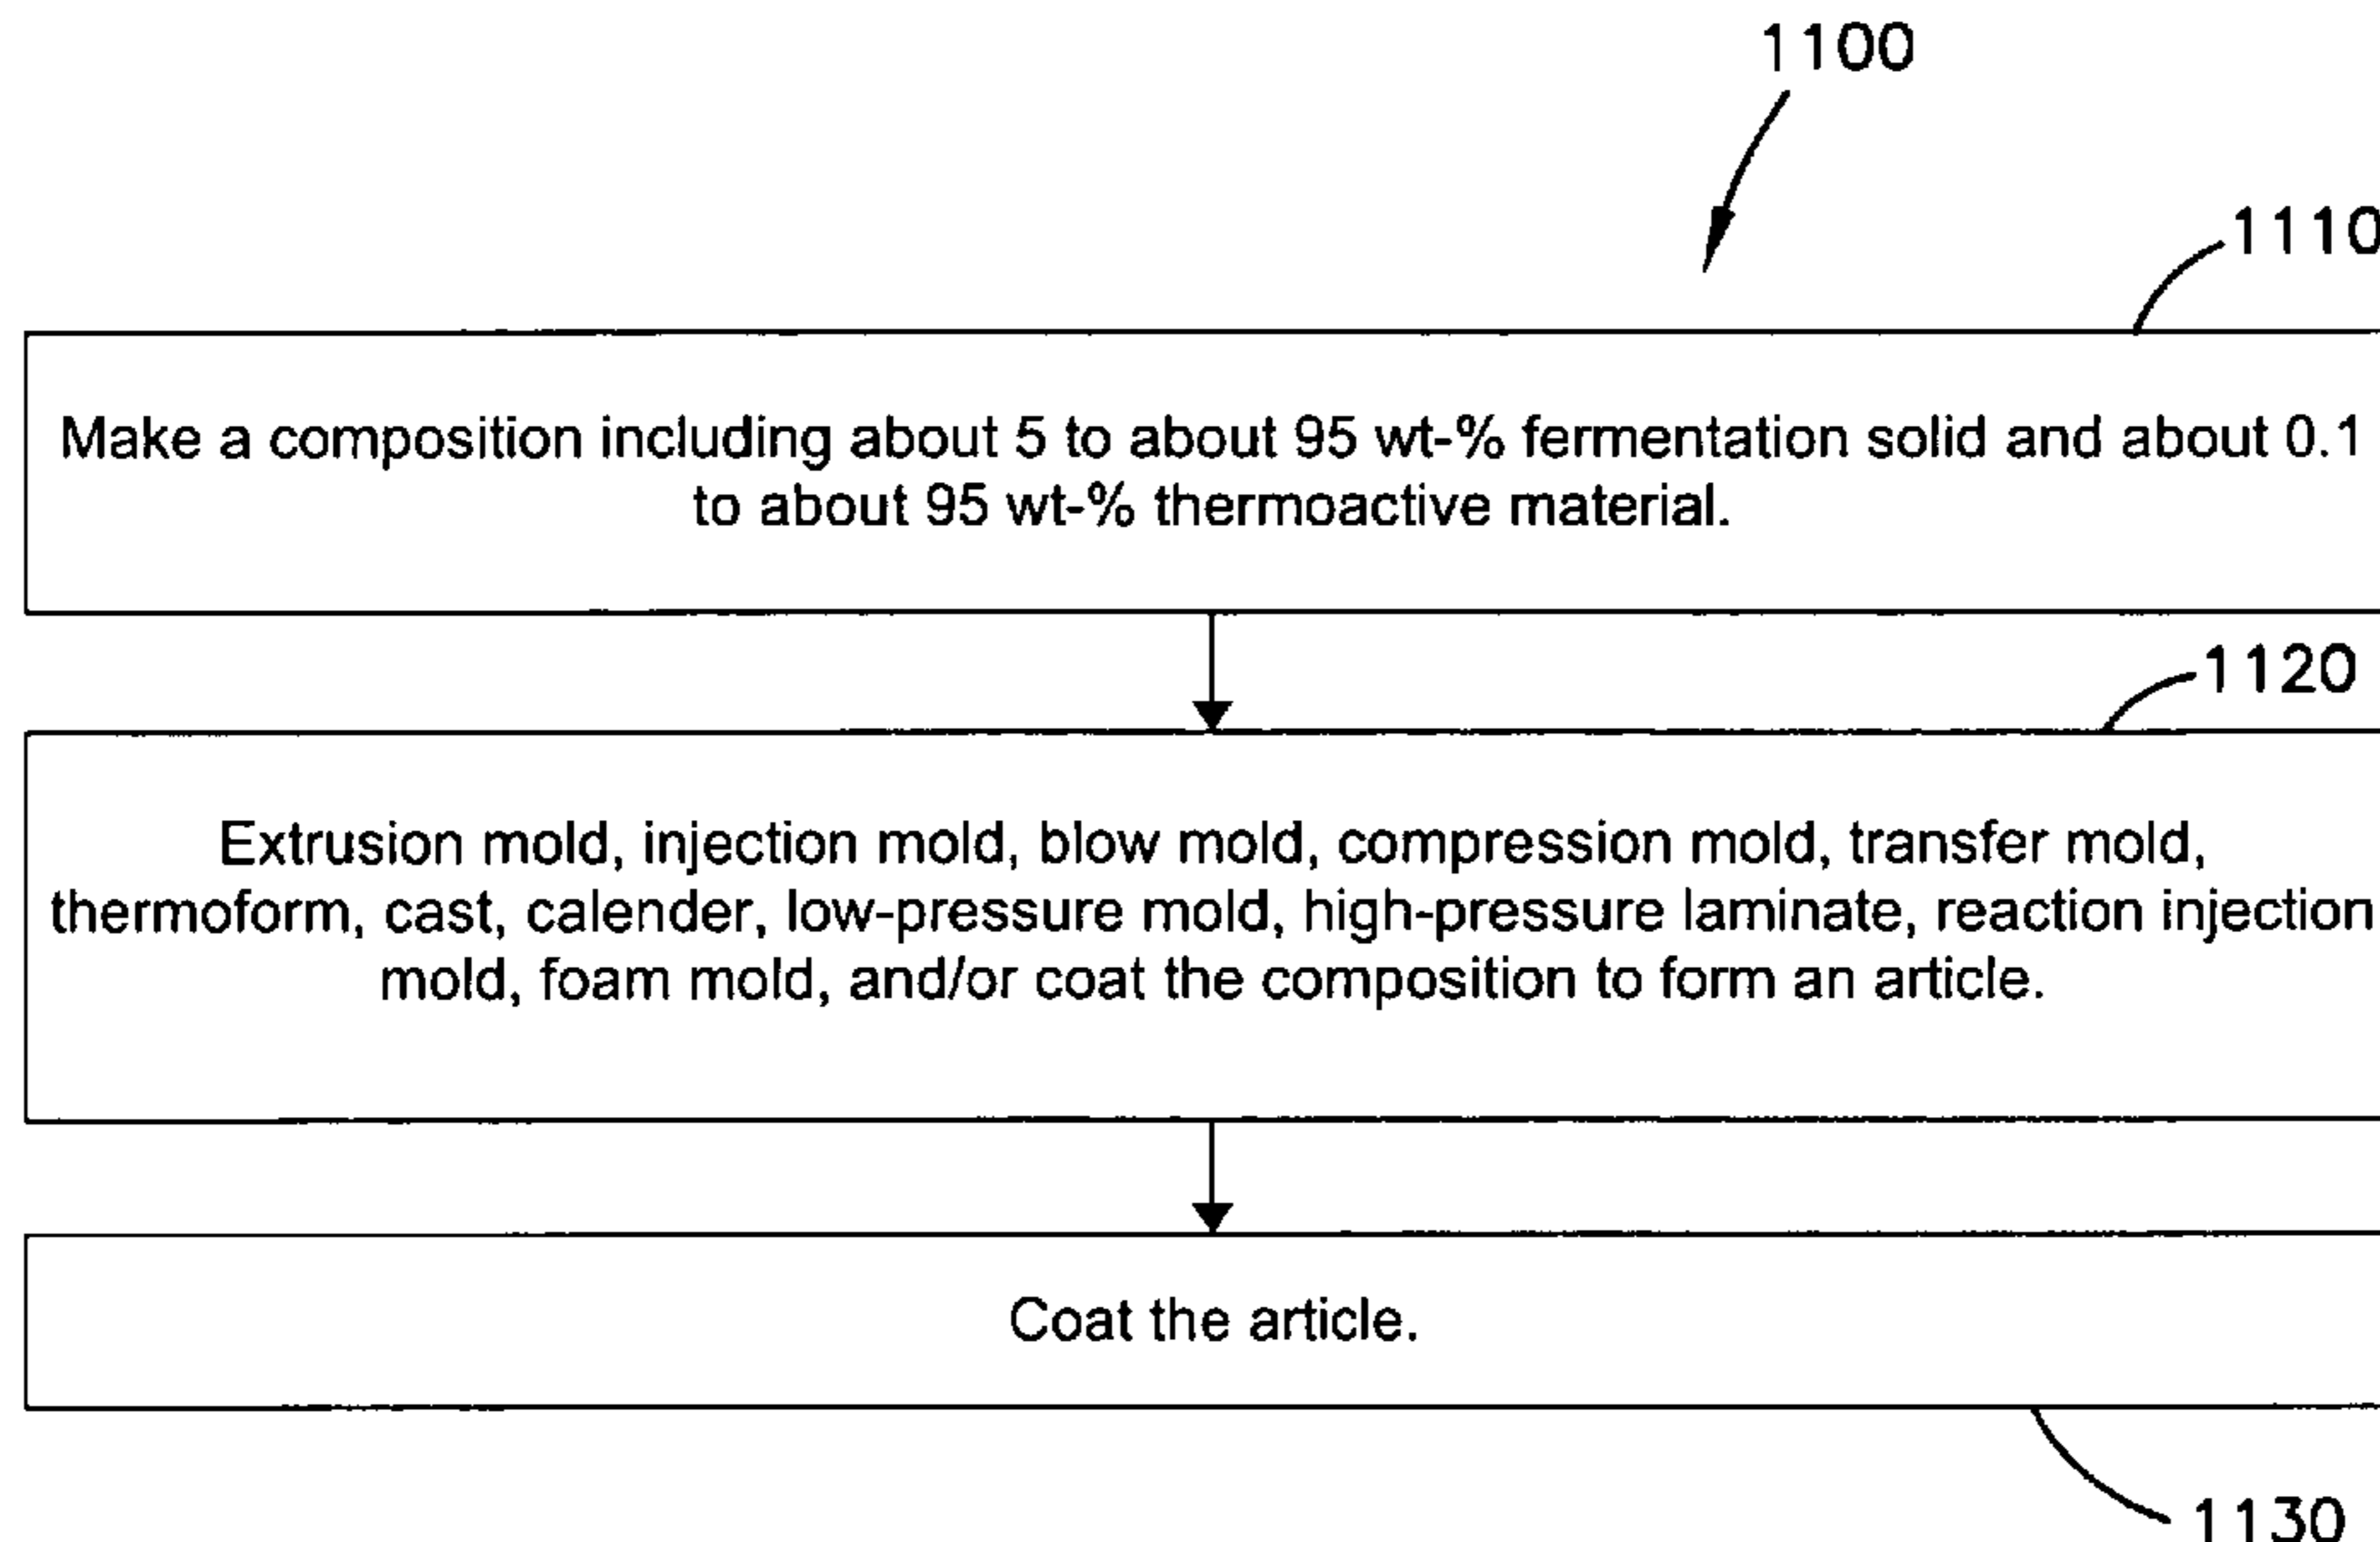 1100
1110
Make a composition including about 5 to about 95 wt-% fermentation solid and about 0.1
to about 95 wt-% thermoactive material.
1120
Extrusion mold, injection mold, blow mold, compression mold, transfer mold,
thermoform, cast, calender, low-pressure mold, high-pressure laminate, reaction injection
mold, foam mold, and/or coat the composition to form an article.
Coat the article.
1130